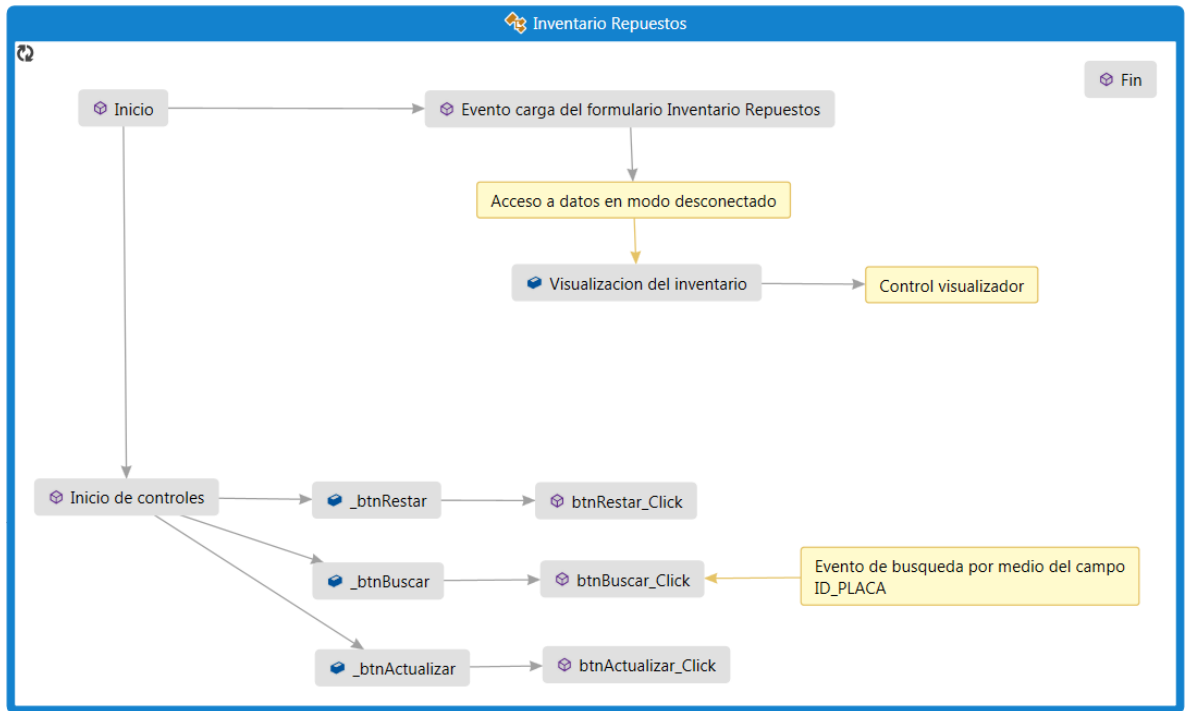 Inventario Repuestos
Fin
Inicio
Evento carga del formulario Inventario Repuestos
Acceso a datos en modo desconectado
Visualizacion del inventario
Control visualizador
Inicio de controles
_btnRestar
btnRestar_Click
_btnBuscar
btnBuscar_Click
Evento de busqueda por medio del campo
ID_PLACA
_btnActualizar
btnActualizar_Click